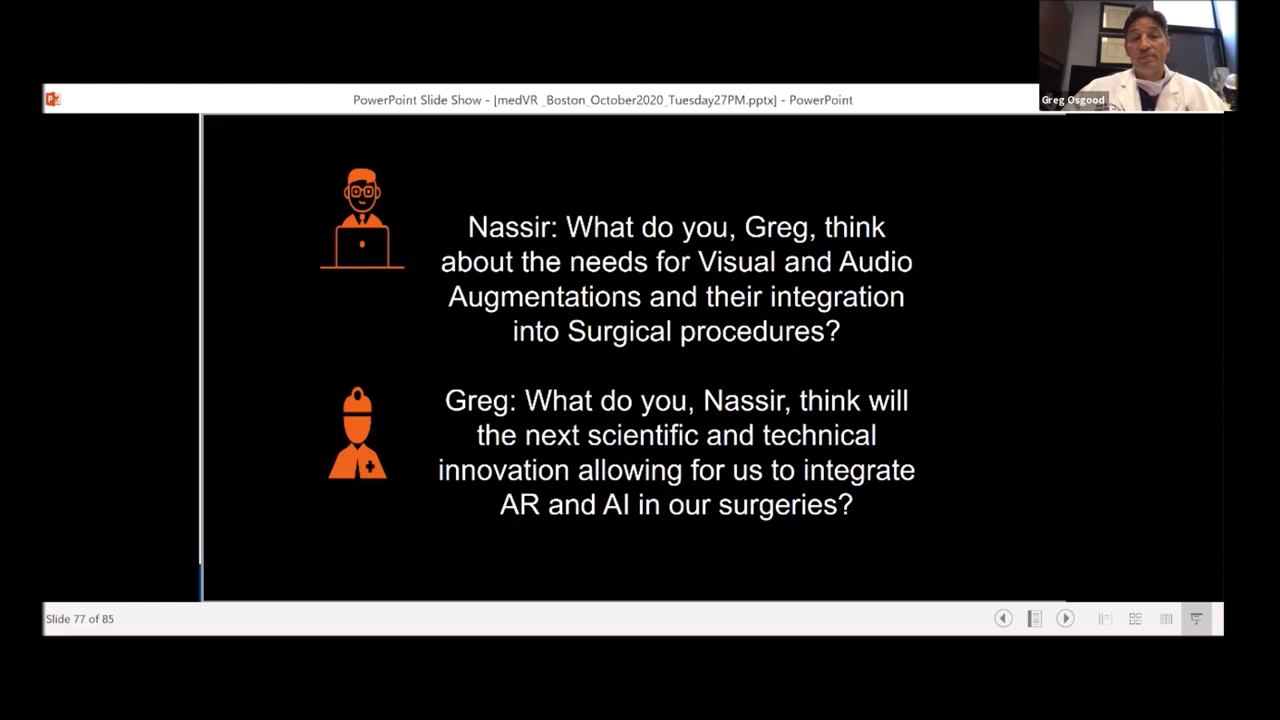 Greg Osgood
PowerPoint Slide Show - [medVR _Boston_October2020_Tuesday27PM.pptx] - PowerPoint
Nassir: What do you, Greg, think
about the needs for Visual and Audio
Augmentations and their integration
into Surgical procedures?
Greg: What do you, Nassir, think will
the next scientific and technical
innovation allowing for us to integrate
AR and AI in our surgeries?
Slide 77 of 85